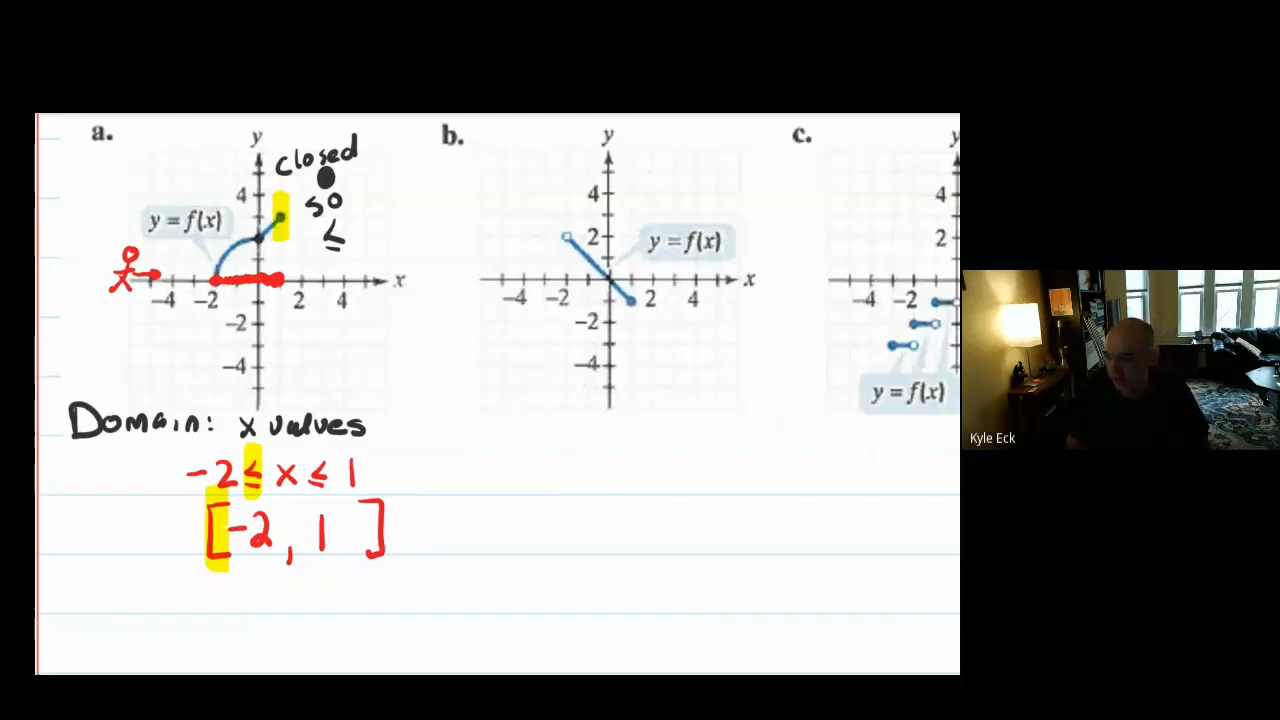 a.
y
closed
so
≤
4
y = f(x)
x
-4 -2 2 4
-2
-4
b.
y
4
2
y = f(x)
x
-4 -2 2 4
-2
-4
c.
y
4
2
-4 -2
y = f(x)
Domain: x values
-2 ≤ x ≤ 1
[-2, 1]
Kyle Eck